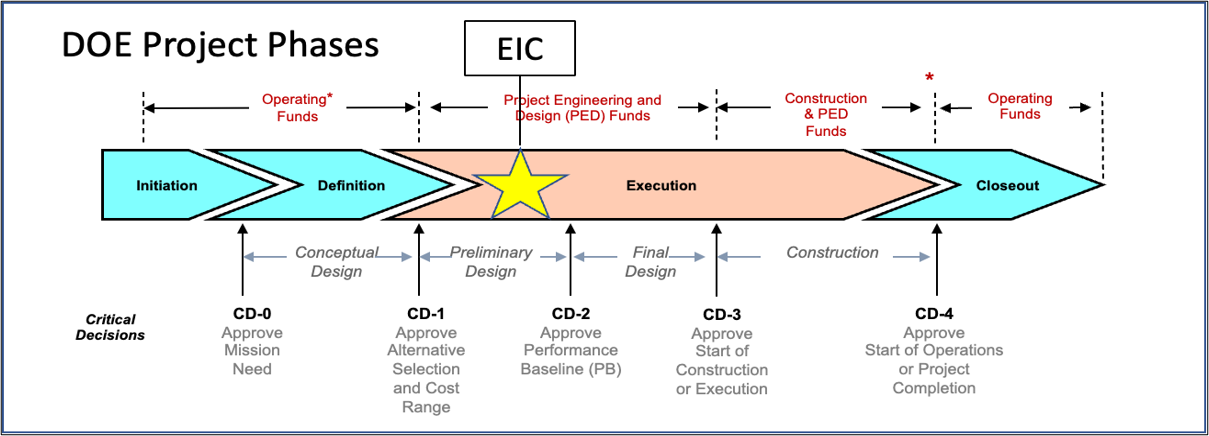 DOE Project Phases
EIC
*
Operating*
Funds
Project Engineering and
Design (PED) Funds
Construction
& PED
Funds
Operating
Funds
Initiation
Definition
Execution
Closeout
Conceptual
Design
Preliminary
Design
Final
Design
Construction
Critical
Decisions
CD-0
Approve
Mission
Need
CD-1
Approve
Alternative
Selection
and Cost
Range
CD-2
Approve
Performance
Baseline (PB)
CD-3
Approve
Start of
Construction
or Execution
CD-4
Approve
Start of Operations
or Project
Completion